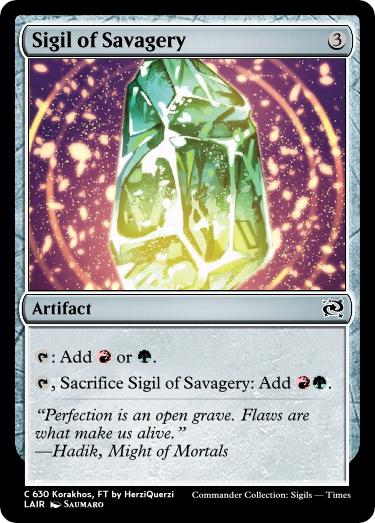 Sigil of Savagery 3
Artifact
: Add or .
, Sacrifice Sigil of Savagery: Add .
“Perfection is an open grave. Flaws are
what make us alive.”
—Hadik, Might of Mortals
C 630 Korakhos, FT by HerziQuerzi
Commander Collection: Sigils — Times
LAIR SAUMARO